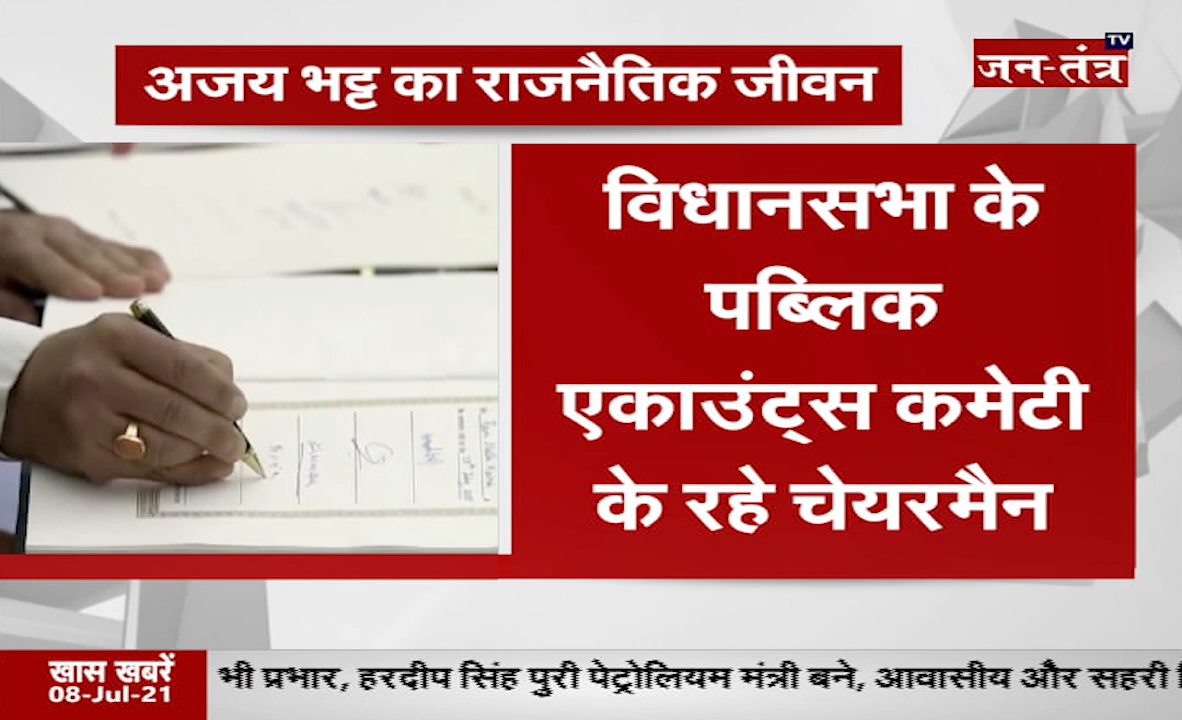 अजय भट्ट का राजनैतिक जीवन
TV
जन-तंत्र
विधानसभा के
पब्लिक
एकाउंट्स कमेटी
के रहे चेयरमैन
खास खबरें
08-Jul-21
भी प्रभार, हरदीप सिंह पुरी पेट्रोलियम मंत्री बने, आवासीय और सहरी